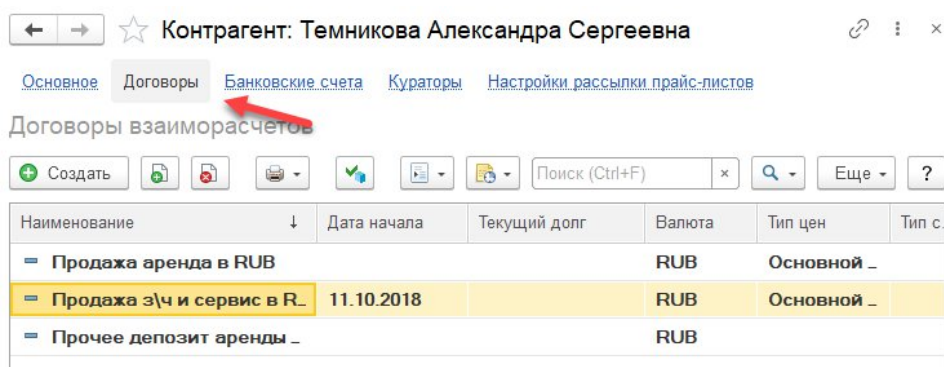 Контрагент: Темникова Александра Сергеевна
Основное Договоры Банковские счета Кураторы Настройки рассылки прайс-листов
Договоры взаиморасчетов
Создать Поиск (Ctrl+F) × Еще ?
Наименование ↓ Дата начала Текущий долг Валюта Тип цен Тип с.
Продажа аренда в RUB RUB Основной _
Продажа з\ч и сервис в R_ 11.10.2018 RUB Основной _
Прочее депозит аренды _ RUB